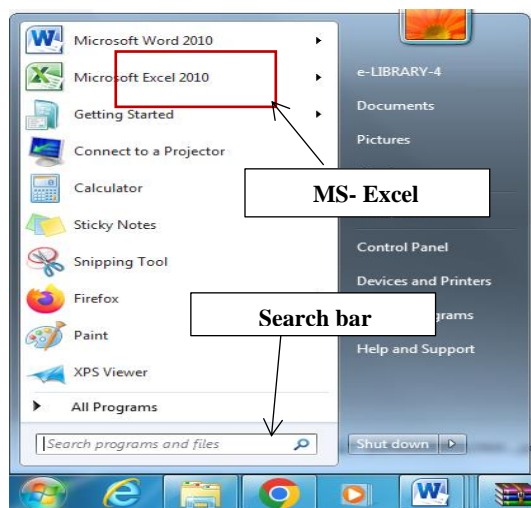 Microsoft Word 2010
Microsoft Excel 2010
Getting Started
Connect to a Projector
Calculator
Sticky Notes
Snipping Tool
Firefox
Paint
XPS Viewer
All Programs
Search programs and files
e-LIBRARY-4
Documents
Pictures
MS- Excel
Control Panel
Devices and Printers
grams
Search bar
Help and Support
Shut down